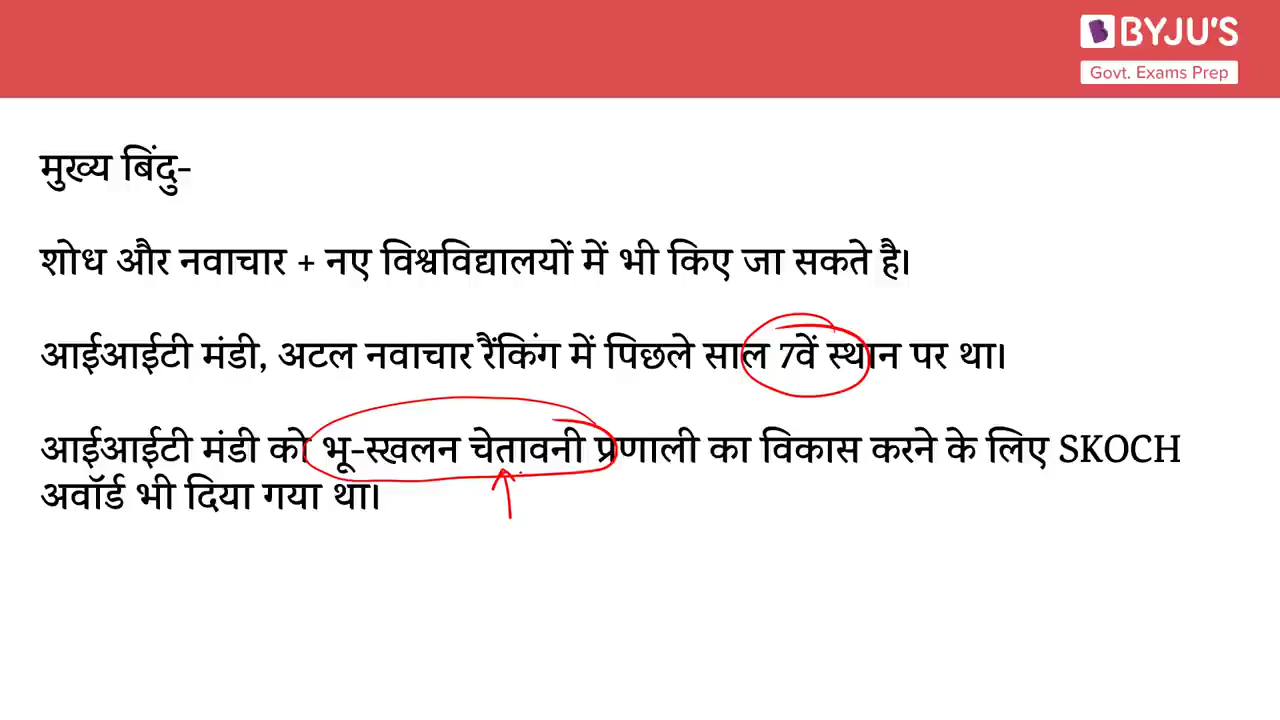 BYJU'S
Govt. Exams Prep
मुख्य बिंदु-
शोध और नवाचार + नए विश्वविद्यालयों में भी किए जा सकते है।
आईआईटी मंडी, अटल नवाचार रैंकिंग में पिछले साल 7वें स्थान पर था।
आईआईटी मंडी को भू-स्खलन चेतावनी प्रणाली का विकास करने के लिए SKOCH
अवॉर्ड भी दिया गया था।